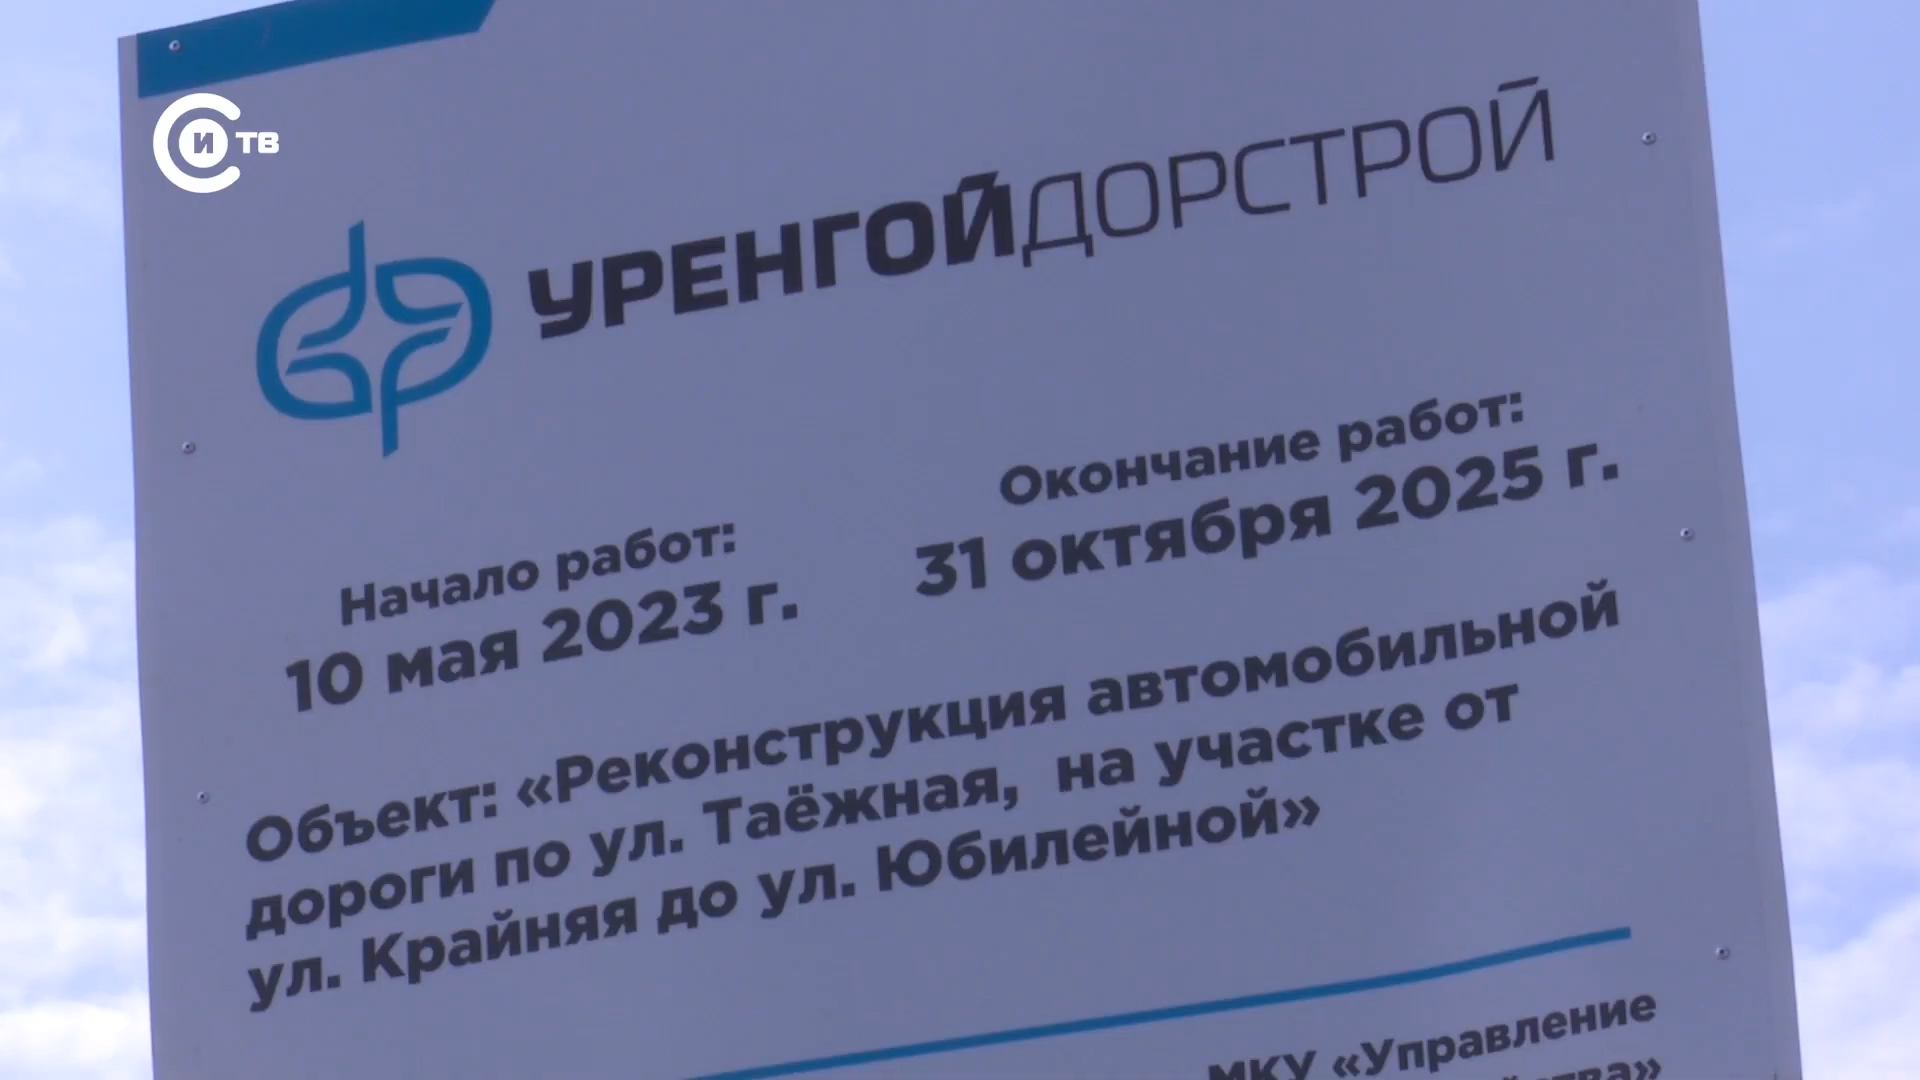 СИТВ
УРЕНГОЙДОРСТРОЙ
Начало работ:
10 мая 2023 г.
Окончание работ:
31 октября 2025 г.
Объект: «Реконструкция автомобильной
дороги по ул. Таёжная, на участке от
ул. Крайняя до ул. Юбилейной»
МКУ «Управление